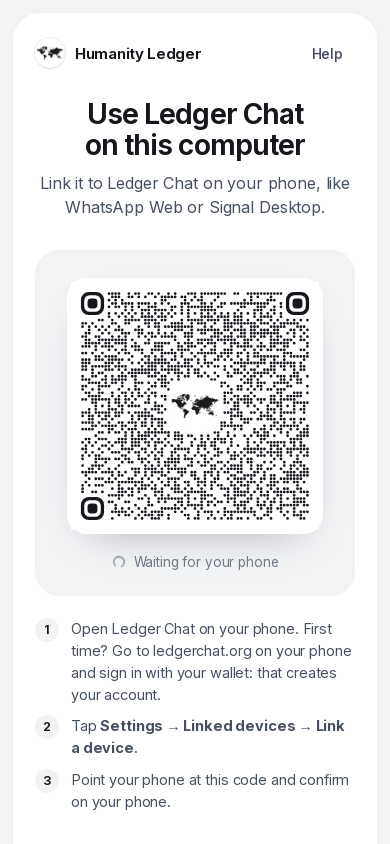 Humanity Ledger
Help
Use Ledger Chat
on this computer
Link it to Ledger Chat on your phone, like
WhatsApp Web or Signal Desktop.
Waiting for your phone
1 Open Ledger Chat on your phone. First
time? Go to ledgerchat.org on your phone
and sign in with your wallet: that creates
your account.
2 Tap Settings → Linked devices → Link
a device.
3 Point your phone at this code and confirm
on your phone.